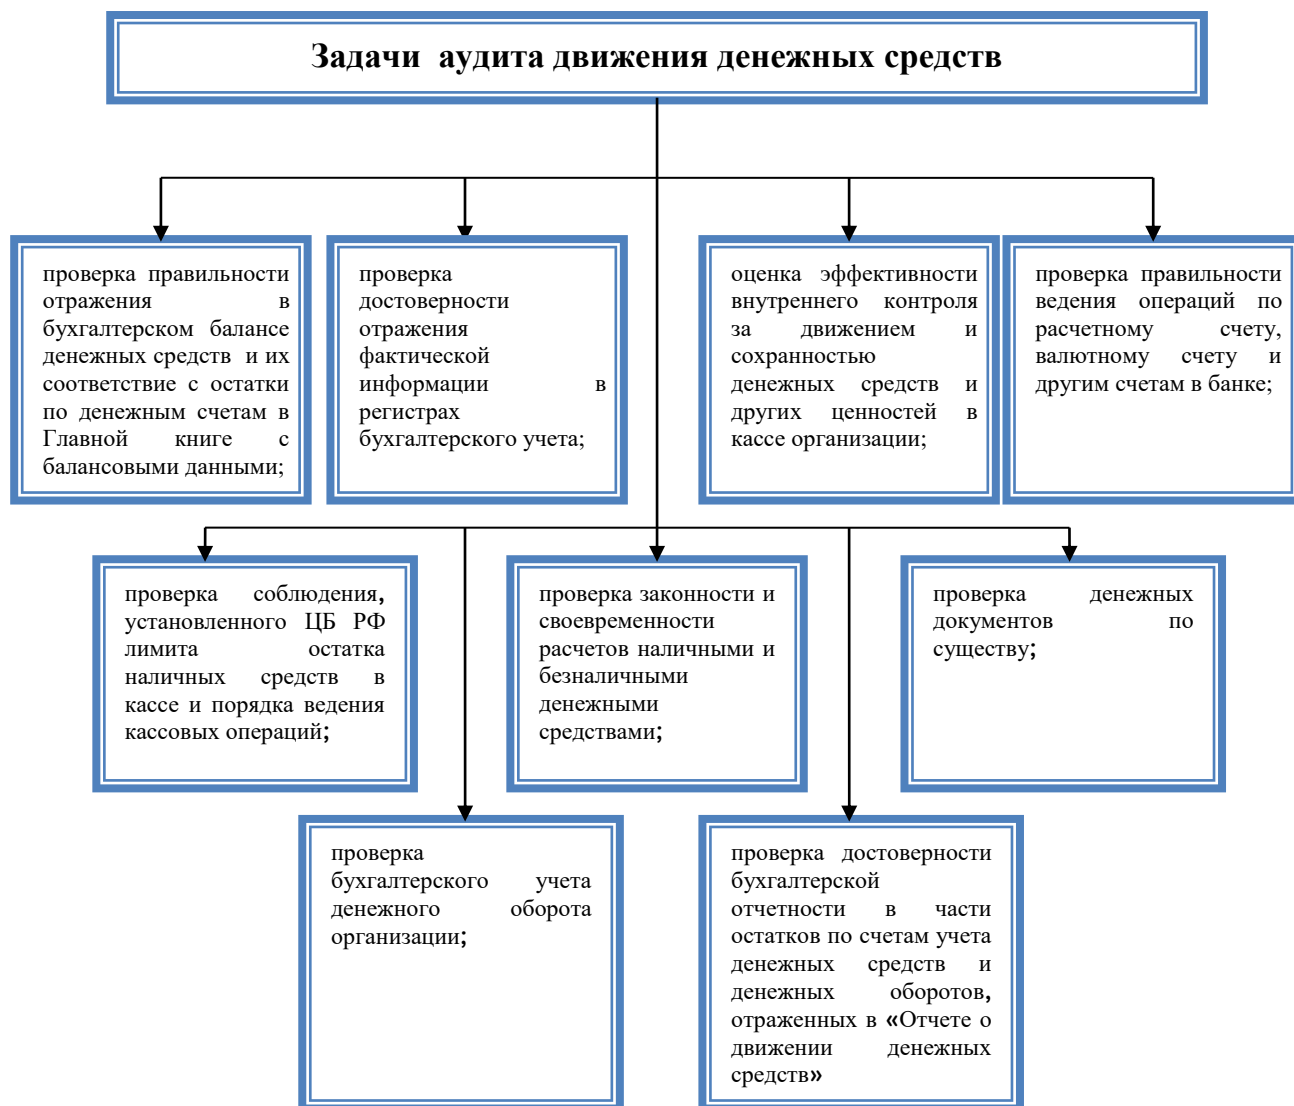 Задачи  аудита движения денежных средств
проверка правильности
отражения в
бухгалтерском балансе
денежных средств  и их
соответствие с остатки
по денежным счетам в
Главной книге с
балансовыми данными;
проверка
достоверности
отражения
фактической
информации в
регистрах
бухгалтерского учета;
оценка эффективности
внутреннего контроля
за движением и
сохранностью
денежных средств и
других ценностей в
кассе организации;
проверка правильности
ведения операций по
расчетному счету,
валютному счету и
другим счетам в банке;
проверка соблюдения,
установленного ЦБ РФ
лимита остатка
наличных средств в
кассе и порядка ведения
кассовых операций;
проверка законности и
своевременности
расчетов наличными и
безналичными
денежными
средствами;
проверка денежных
документов по
существу;
проверка
бухгалтерского учета
денежного оборота
организации;
проверка достоверности
бухгалтерской
отчетности в части
остатков по счетам учета
денежных средств и
денежных оборотов,
отраженных в «Отчете о
движении денежных
средств»